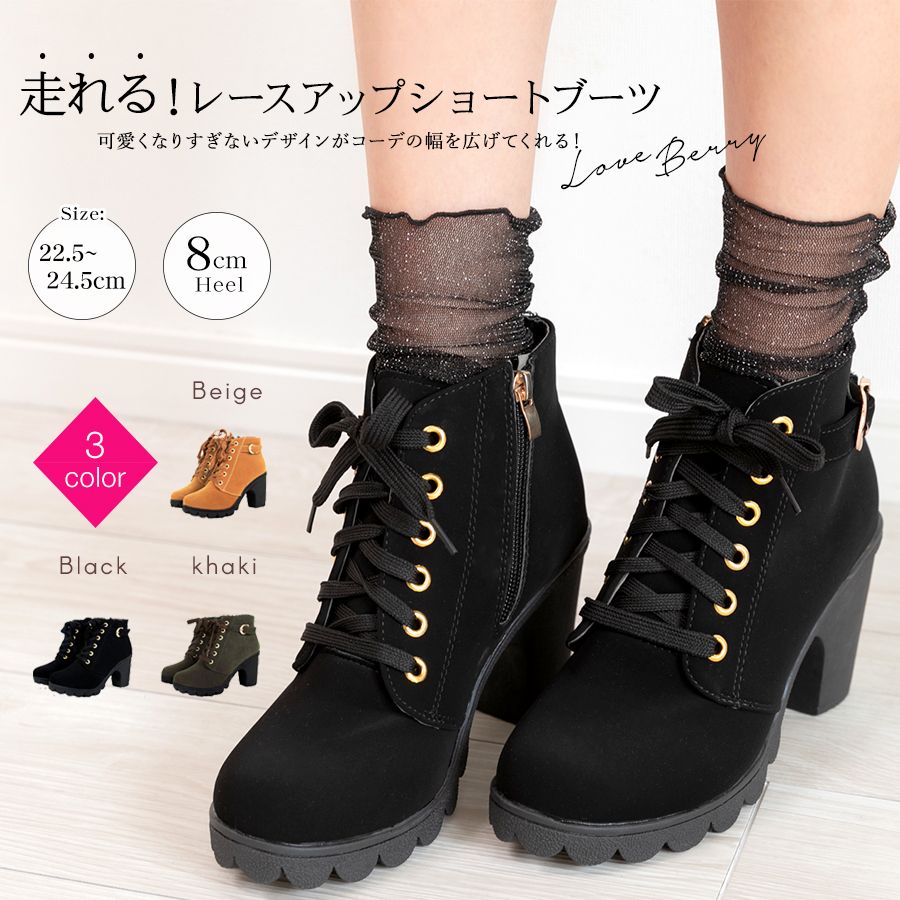 走れる!レースアップショートブーツ
可愛くなりすぎないデザインがコーデの幅を広げてくれる!
Love Berry
Size:
22.5~
24.5cm
8cm
Heel
Beige
3
color
Black
khaki